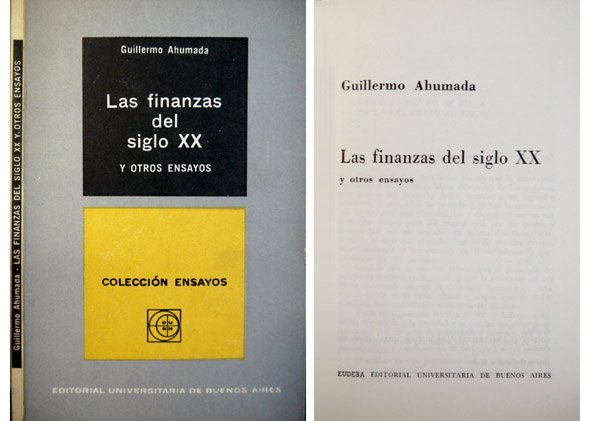 Guillermo Ahumada - LAS FINANZAS DEL SIGLO XX Y OTROS ENSAYOS
Guillermo Ahumada
Las finanzas
del
siglo XX
Y OTROS ENSAYOS
COLECCIÓN ENSAYOS
EDITORIAL UNIVERSITARIA DE BUENOS AIRES
Guillermo Ahumada
Las finanzas del siglo XX
y otros ensayos
EUDEBA EDITORIAL UNIVERSITARIA DE BUENOS AIRES